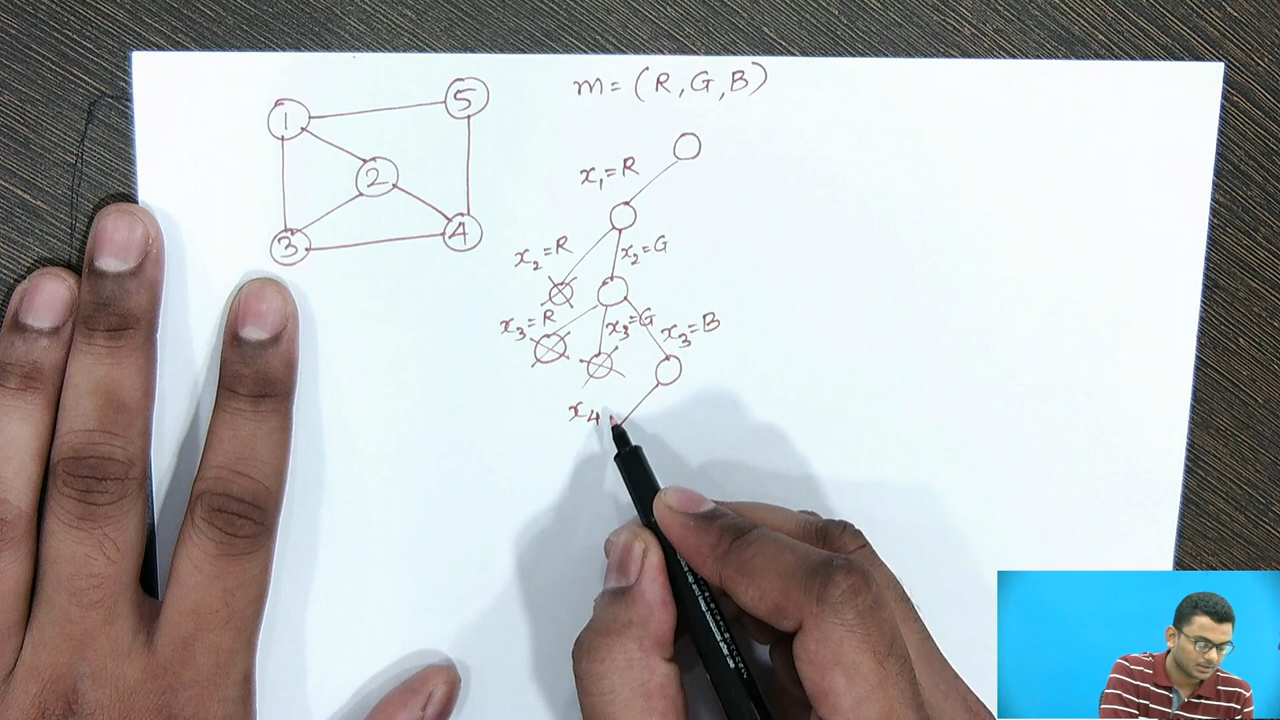 m = (R, G, B)
1
5
2
3
4
x₁ = R
x₂ = R
x₂ = G
x₃ = R
x₃ = G
x₃ = B
x₄